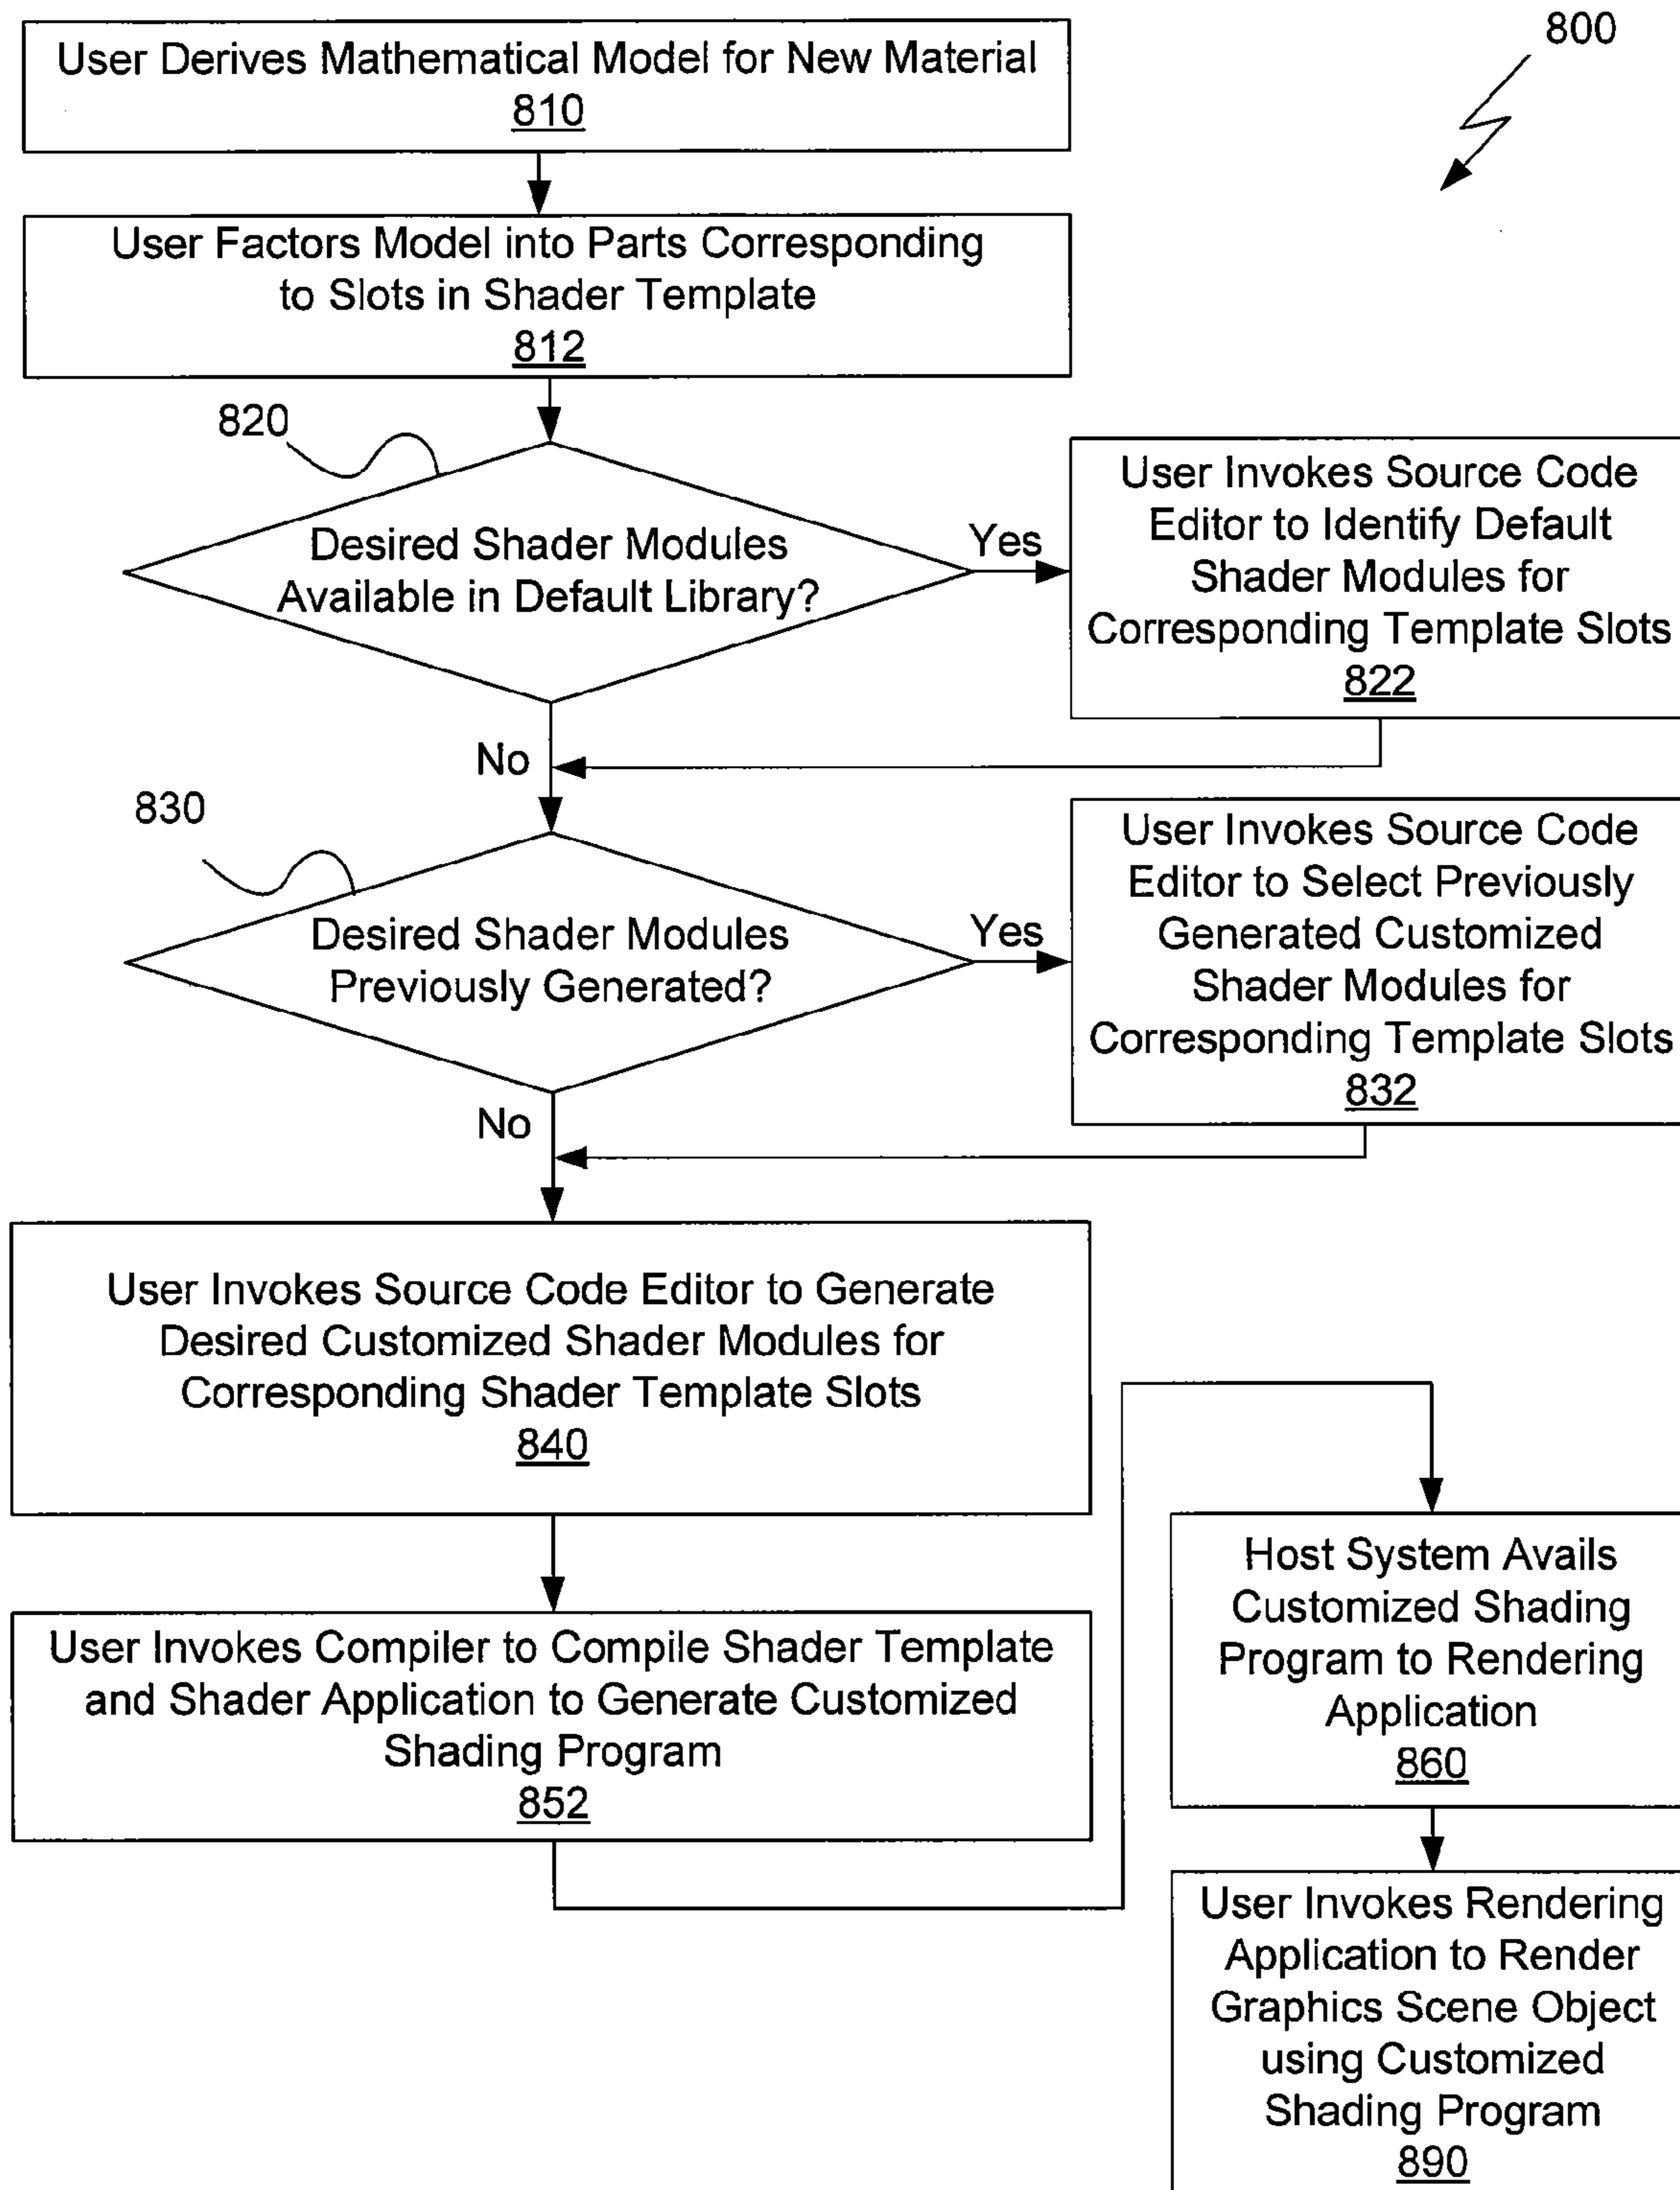 800
User Derives Mathematical Model for New Material
810
User Factors Model into Parts Corresponding
to Slots in Shader Template
812
820
Desired Shader Modules
Available in Default Library?
Yes
User Invokes Source Code
Editor to Identify Default
Shader Modules for
Corresponding Template Slots
822
No
830
Desired Shader Modules
Previously Generated?
Yes
User Invokes Source Code
Editor to Select Previously
Generated Customized
Shader Modules for
Corresponding Template Slots
832
No
User Invokes Source Code Editor to Generate
Desired Customized Shader Modules for
Corresponding Shader Template Slots
840
User Invokes Compiler to Compile Shader Template
and Shader Application to Generate Customized
Shading Program
852
Host System Avails
Customized Shading
Program to Rendering
Application
860
User Invokes Rendering
Application to Render
Graphics Scene Object
using Customized
Shading Program
890